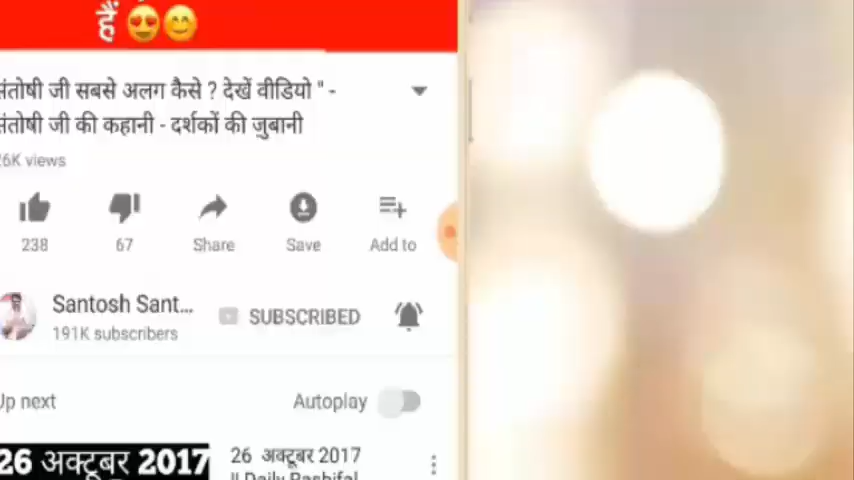 हैं 😍😊
संतोषी जी सबसे अलग कैसे ? देखें वीडियो " -
संतोषी जी की कहानी - दर्शकों की जुबानी
26K views
238 67 Share Save Add to
Santosh Sant...
SUBSCRIBED
191K subscribers
Up next Autoplay
26 अक्टूबर 2017
26 अक्टूबर 2017
|| Daily Rashifal